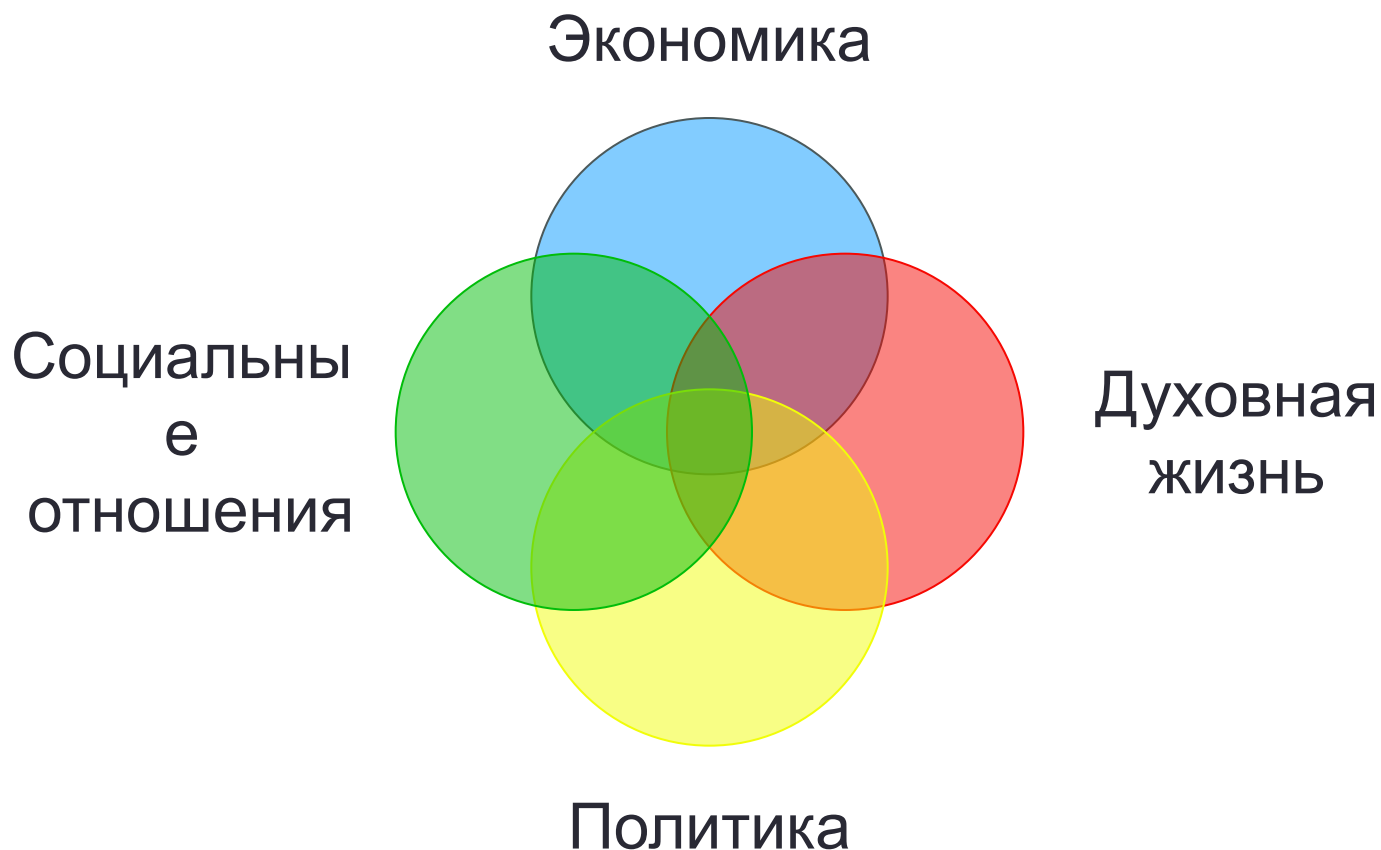 Экономика
Социальны
е
отношения
Духовная
жизнь
Политика